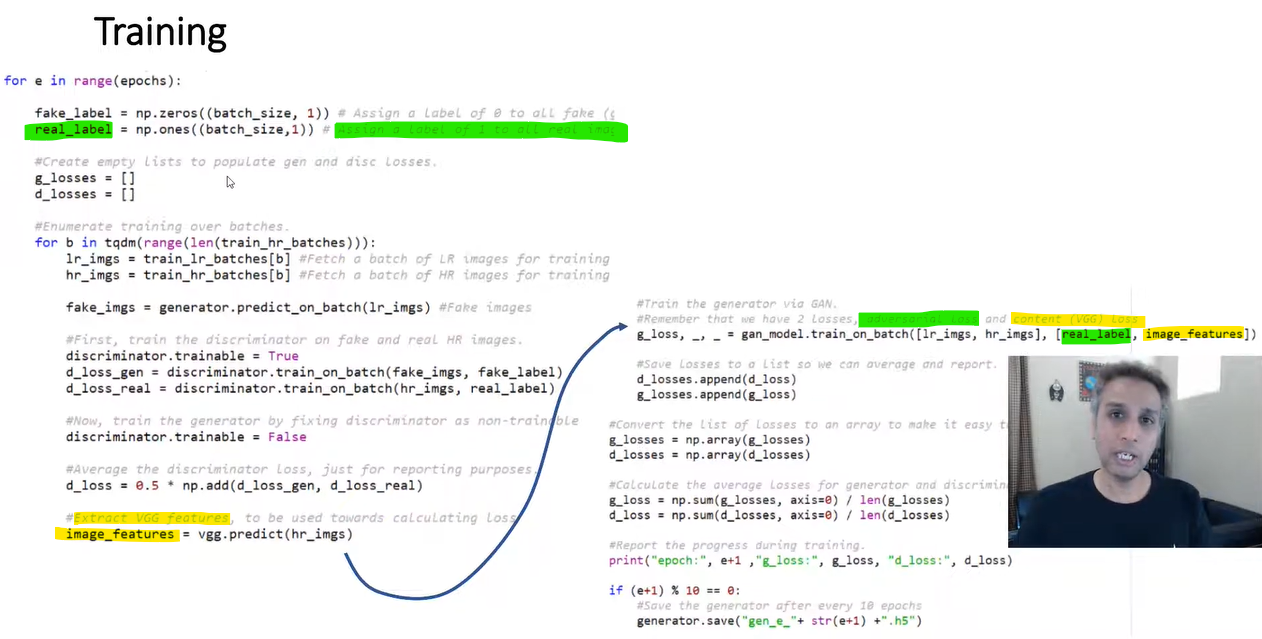 Training
for e in range(epochs):
fake_label = np.zeros((batch_size, 1)) # Assign a label of 0 to all fake (g
real_label = np.ones((batch_size,1)) # Assign a label of 1 to all real imag
#Create empty lists to populate gen and disc losses.
g_losses = []
d_losses = []
#Enumerate training over batches.
for b in tqdm(range(len(train_hr_batches))):
lr_imgs = train_lr_batches[b] #Fetch a batch of LR images for training
hr_imgs = train_hr_batches[b] #Fetch a batch of HR images for training
fake_imgs = generator.predict_on_batch(lr_imgs) #Fake images
#First, train the discriminator on fake and real HR images.
discriminator.trainable = True
d_loss_gen = discriminator.train_on_batch(fake_imgs, fake_label)
d_loss_real = discriminator.train_on_batch(hr_imgs, real_label)
#Now, train the generator by fixing discriminator as non-trainable
discriminator.trainable = False
#Average the discriminator loss, just for reporting purposes.
d_loss = 0.5 * np.add(d_loss_gen, d_loss_real)
#Extract VGG features, to be used towards calculating loss
image_features = vgg.predict(hr_imgs)
#Train the generator via GAN.
#Remember that we have 2 losses, adversarial loss and content (VGG) loss
g_loss, _, _ = gan_model.train_on_batch([lr_imgs, hr_imgs], [real_label, image_features])
#Save losses to a list so we can average and report.
d_losses.append(d_loss)
g_losses.append(g_loss)
#Convert the list of losses to an array to make it easy t
g_losses = np.array(g_losses)
d_losses = np.array(d_losses)
#Calculate the average losses for generator and discrimin
g_loss = np.sum(g_losses, axis=0) / len(g_losses)
d_loss = np.sum(d_losses, axis=0) / len(d_losses)
#Report the progress during training.
print("epoch:", e+1 ,"g_loss:", g_loss, "d_loss:", d_loss)
if (e+1) % 10 == 0:
#Save the generator after every 10 epochs
generator.save("gen_e_"+ str(e+1) +".h5")